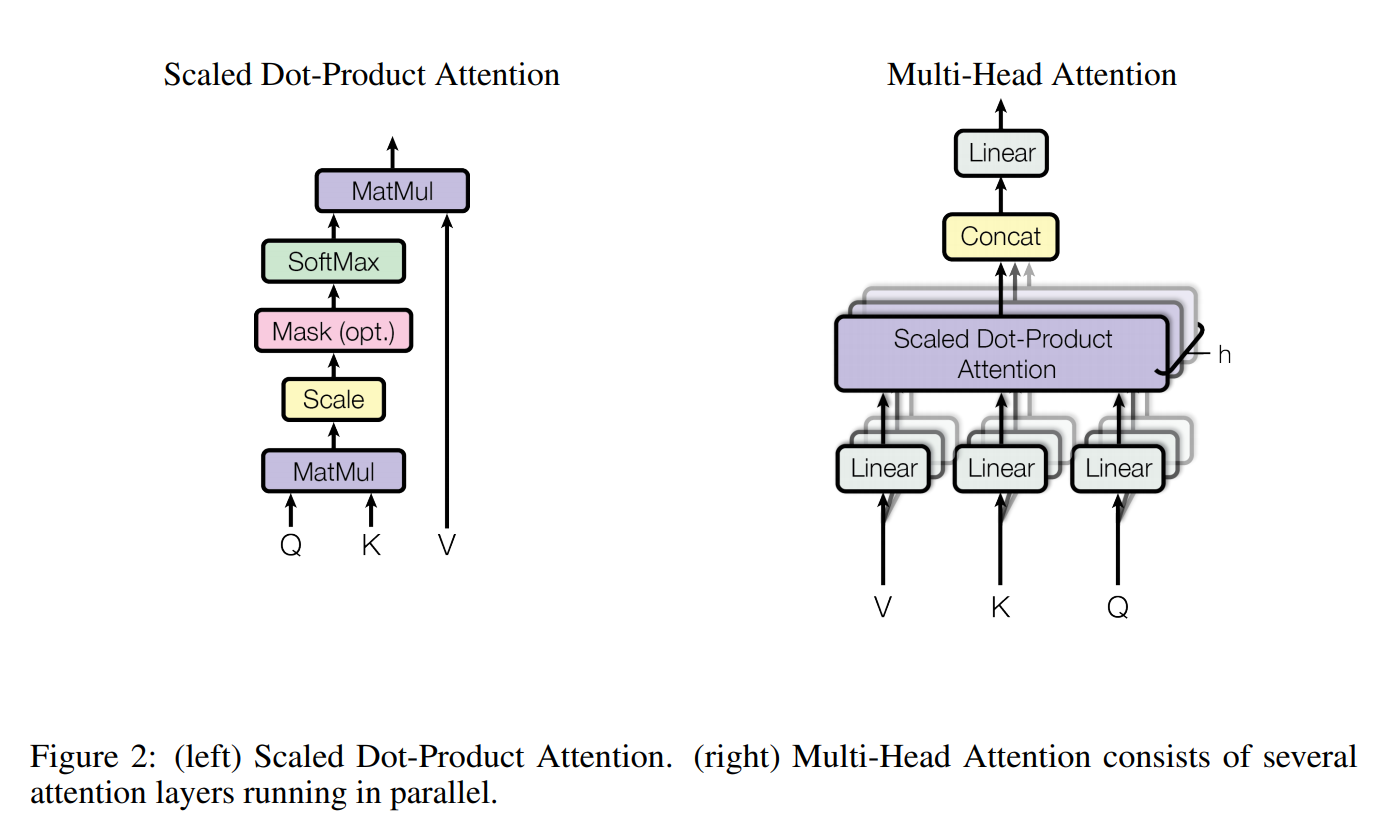 Scaled Dot-Product Attention
MatMul
SoftMax
Mask (opt.)
Scale
MatMul
Q K V
Multi-Head Attention
Linear
Concat
Scaled Dot-Product
Attention
h
Linear Linear Linear
V K Q
Figure 2: (left) Scaled Dot-Product Attention. (right) Multi-Head Attention consists of several
attention layers running in parallel.